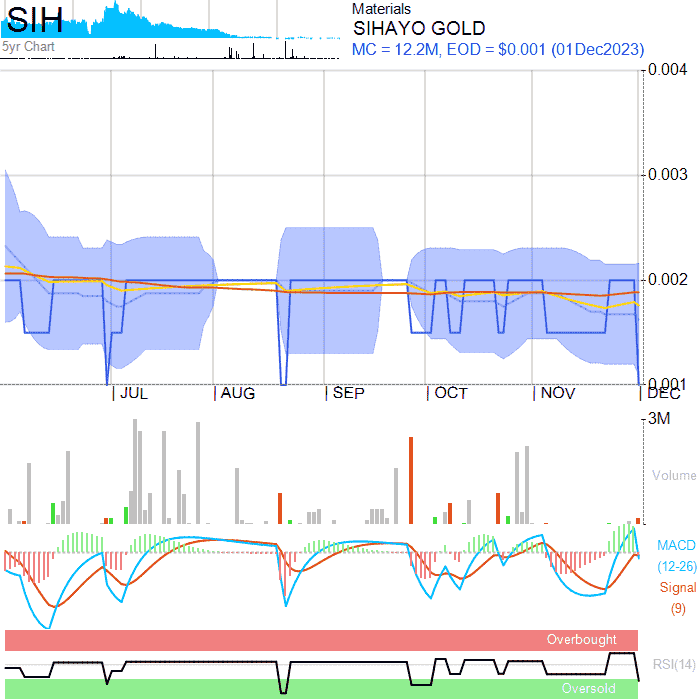 SIH
Materials
SIHAYO GOLD
MC = 12.2M, EOD = $0.001 (01Dec2023)
5yr Chart
0.004
0.003
0.002
0.001
JUL
AUG
SEP
OCT
NOV
DEC
3M
Volume
MACD
(12-26)
Signal
(9)
Overbought
RSI(14)
Oversold